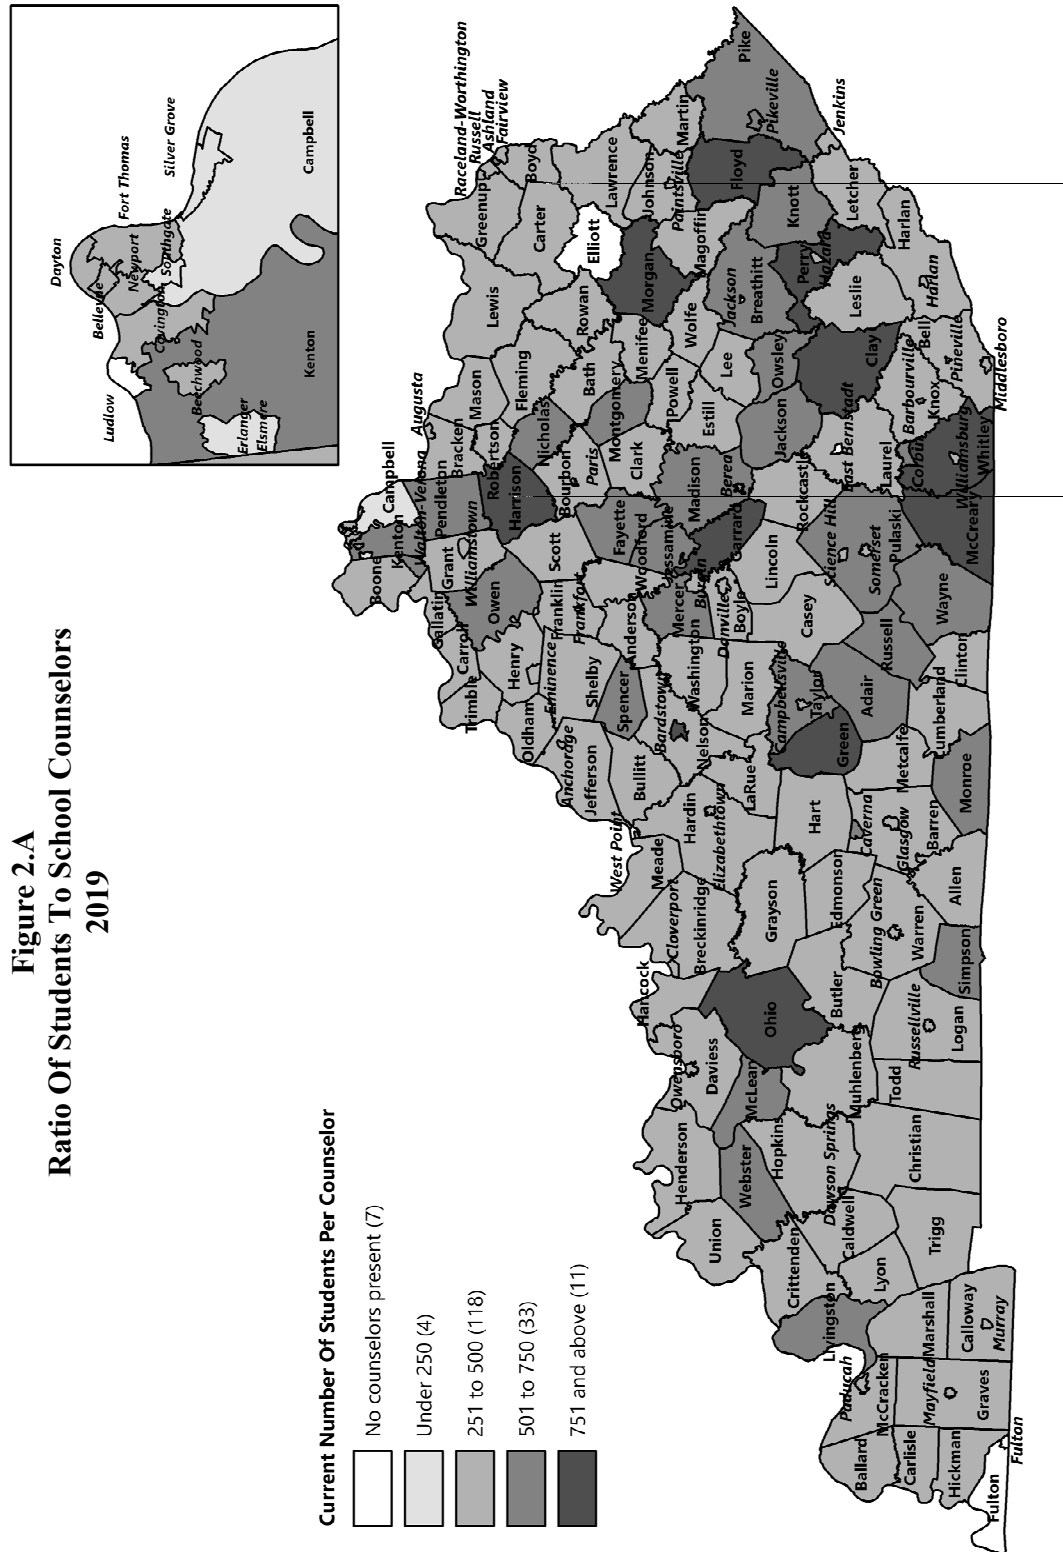 Figure 2.A
Ratio Of Students To School Counselors
2019
Current Number Of Students Per Counselor
No counselors present (7)
Under 250 (4)
251 to 500 (118)
501 to 750 (33)
751 and above (11)
Dayton
Bellevue
Fort Thomas
Newport
Southgate
Silver Grove
Ludlow
Covington
Beechwood
Erlanger
Elsmere
Kenton
Campbell
Raceland-Worthington
Russell
Ashland
Fairview
Greenup
Boyd
Carter
Lewis
Elliott
Lawrence
Rowan
Morgan
Johnson
Martin
Paintsville
Magoffin
Floyd
Pike
Pikeville
Jenkins
Knott
Letcher
Perry
Hazard
Leslie
Harlan
Harlan
Bell
Pineville
Middlesboro
Jackson
Breathitt
Wolfe
Menifee
Lee
Owsley
Clay
Barbourville
Knox
Corbin
Williamsburg
Whitley
McCreary
Laurel
East Bernstadt
Jackson
Estill
Powell
Montgomery
Bath
Fleming
Mason
Augusta
Bracken
Robertson
Nicholas
Harrison
Bourbon
Paris
Clark
Madison
Berea
Garrard
Rockcastle
Lincoln
Science Hill
Somerset
Pulaski
Wayne
Campbell
Kenton
Boone
Walton-Verona
Pendleton
Grant
Williamstown
Gallatin
Owen
Carroll
Trimble
Henry
Eminence
Oldham
Scott
Franklin
Frankfort
Fayette
Woodford
Jessamine
Mercer
Burgin
Danville
Boyle
Anderson
Washington
Shelby
Spencer
Anchorage
Jefferson
Bullitt
Bardstown
Nelson
Marion
Casey
Campbellsville
Taylor
Green
Adair
Russell
Clinton
Cumberland
Metcalfe
Monroe
LaRue
Hardin
Elizabethtown
Hart
Caverna
Glasgow
Barren
Allen
West Point
Meade
Cloverport
Breckinridge
Grayson
Edmonson
Bowling Green
Warren
Simpson
Hancock
Owensboro
Daviess
Ohio
Butler
Russellville
Logan
McLean
Muhlenberg
Todd
Henderson
Webster
Hopkins
Dawson Springs
Christian
Union
Crittenden
Caldwell
Lyon
Trigg
Livingston
Paducah
McCracken
Marshall
Calloway
Murray
Mayfield
Graves
Ballard
Carlisle
Hickman
Fulton
Fulton